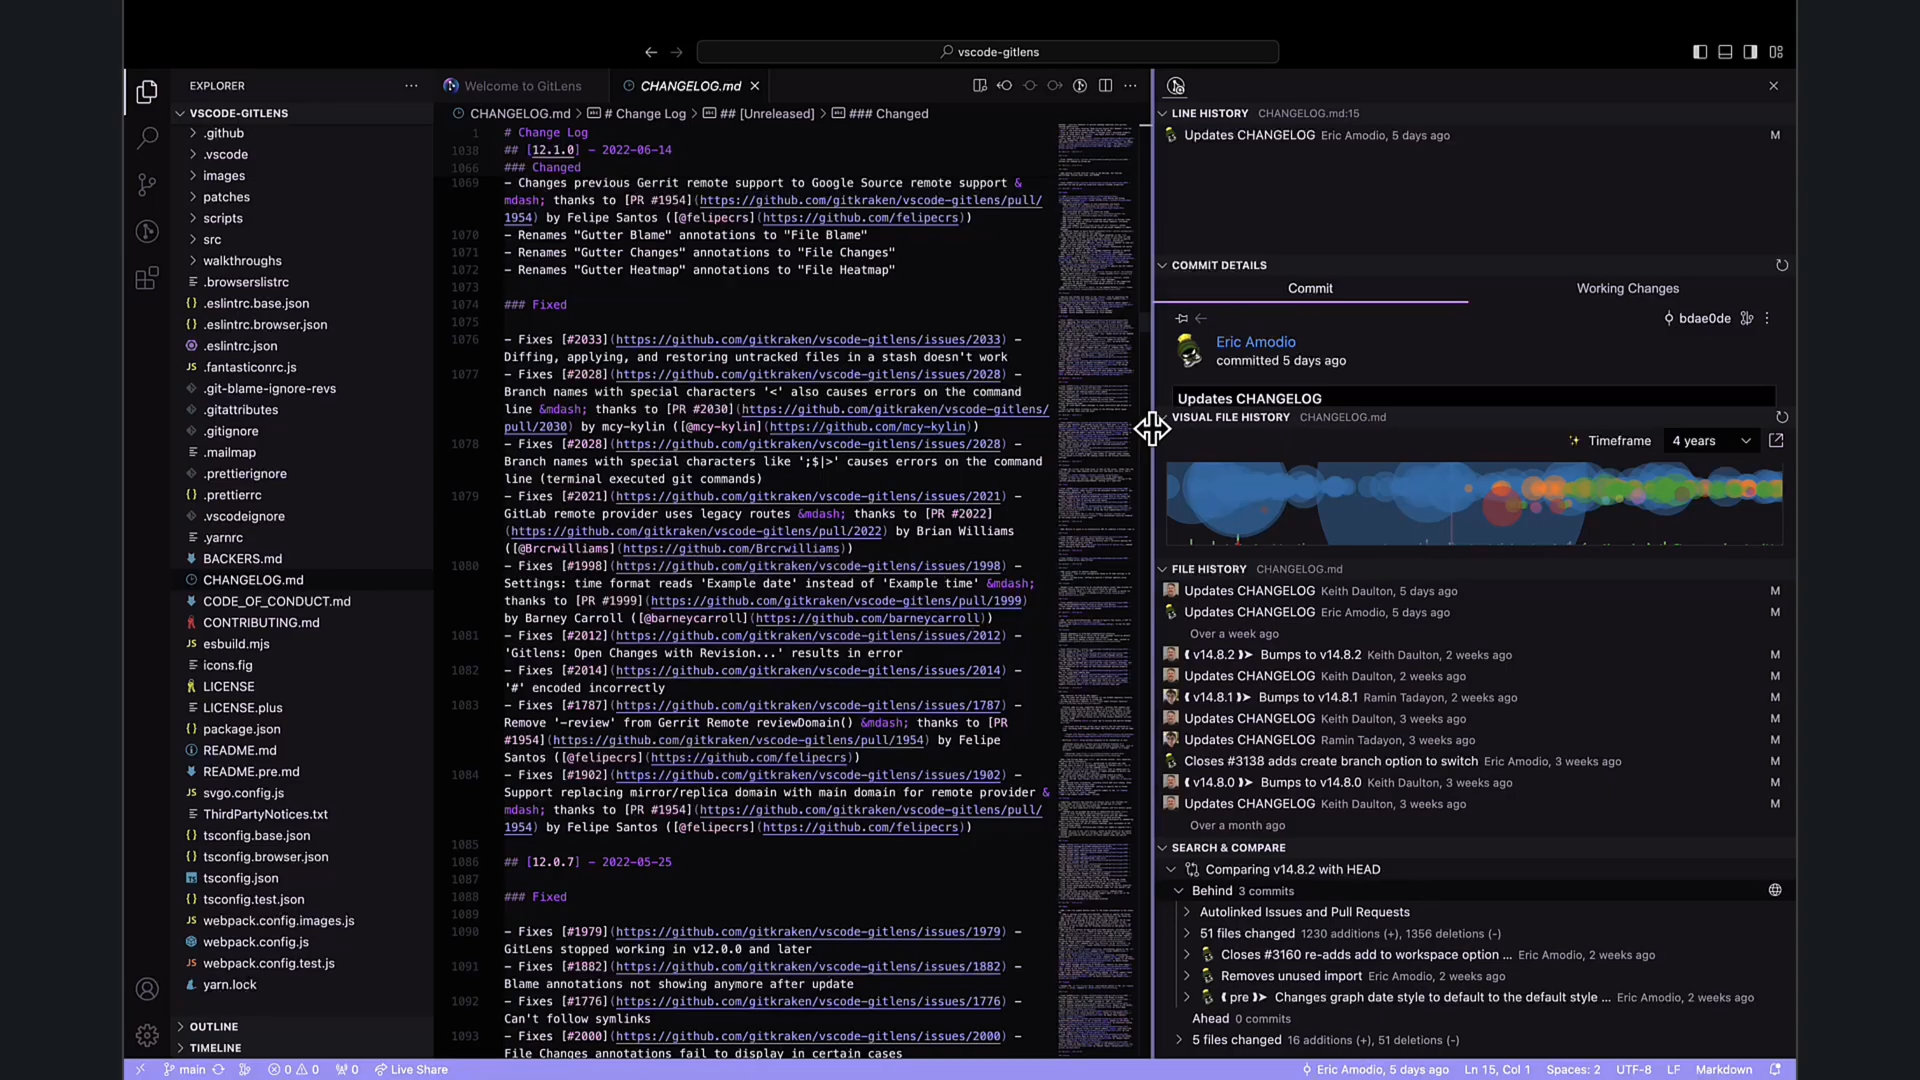 vscode-gitlens
EXPLORER
VSCODE-GITLENS
.github
.vscode
images
patches
scripts
src
walkthroughs
.browserslistrc
.eslintrc.base.json
.eslintrc.browser.json
.eslintrc.json
.fantasticonrc.js
.git-blame-ignore-revs
.gitattributes
.gitignore
.mailmap
.prettierignore
.prettierrc
.vscodeignore
.yarnrc
BACKERS.md
CHANGELOG.md
CODE_OF_CONDUCT.md
CONTRIBUTING.md
esbuild.mjs
icons.fig
LICENSE
LICENSE.plus
package.json
README.md
README.pre.md
svgo.config.js
ThirdPartyNotices.txt
tsconfig.base.json
tsconfig.browser.json
tsconfig.json
tsconfig.test.json
webpack.config.images.js
webpack.config.js
webpack.config.test.js
yarn.lock
OUTLINE
TIMELINE
Welcome to GitLens
CHANGELOG.md
CHANGELOG.md > # Change Log > ## [Unreleased] > ### Changed
1 # Change Log
1038 ## [12.1.0] - 2022-06-14
1066 ### Changed
1069 - Changes previous Gerrit remote support to Google Source remote support &
mdash; thanks to [PR #1954](https://github.com/gitkraken/vscode-gitlens/pull/
1954) by Felipe Santos ([@felipecrs](https://github.com/felipecrs))
1070 - Renames "Gutter Blame" annotations to "File Blame"
1071 - Renames "Gutter Changes" annotations to "File Changes"
1072 - Renames "Gutter Heatmap" annotations to "File Heatmap"
1073
1074 ### Fixed
1075
1076 - Fixes [#2033](https://github.com/gitkraken/vscode-gitlens/issues/2033) -
Diffing, applying, and restoring untracked files in a stash doesn't work
1077 - Fixes [#2028](https://github.com/gitkraken/vscode-gitlens/issues/2028) -
Branch names with special characters '<' also causes errors on the command
line &mdash; thanks to [PR #2030](https://github.com/gitkraken/vscode-gitlens/
pull/2030) by mcy-kylin ([@mcy-kylin](https://github.com/mcy-kylin))
1078 - Fixes [#2028](https://github.com/gitkraken/vscode-gitlens/issues/2028) -
Branch names with special characters like ';$|>' causes errors on the command
line (terminal executed git commands)
1079 - Fixes [#2021](https://github.com/gitkraken/vscode-gitlens/issues/2021) -
GitLab remote provider uses legacy routes &mdash; thanks to [PR #2022]
(https://github.com/gitkraken/vscode-gitlens/pull/2022) by Brian Williams
([@Brcrwilliams](https://github.com/Brcrwilliams))
1080 - Fixes [#1998](https://github.com/gitkraken/vscode-gitlens/issues/1998) -
Settings: time format reads 'Example date' instead of 'Example time' &mdash;
thanks to [PR #1999](https://github.com/gitkraken/vscode-gitlens/pull/1999)
by Barney Carroll ([@barneycarroll](https://github.com/barneycarroll))
1081 - Fixes [#2012](https://github.com/gitkraken/vscode-gitlens/issues/2012) -
'Gitlens: Open Changes with Revision...' results in error
1082 - Fixes [#2014](https://github.com/gitkraken/vscode-gitlens/issues/2014) -
'#' encoded incorrectly
1083 - Fixes [#1787](https://github.com/gitkraken/vscode-gitlens/issues/1787) -
Remove '-review' from Gerrit Remote reviewDomain() &mdash; thanks to [PR
#1954](https://github.com/gitkraken/vscode-gitlens/pull/1954) by Felipe
Santos ([@felipecrs](https://github.com/felipecrs))
1084 - Fixes [#1902](https://github.com/gitkraken/vscode-gitlens/issues/1902) -
Support replacing mirror/replica domain with main domain for remote provider &
mdash; thanks to [PR #1954](https://github.com/gitkraken/vscode-gitlens/pull/
1954) by Felipe Santos ([@felipecrs](https://github.com/felipecrs))
1085
1086 ## [12.0.7] - 2022-05-25
1087
1088 ### Fixed
1089
1090 - Fixes [#1979](https://github.com/gitkraken/vscode-gitlens/issues/1979) -
GitLens stopped working in v12.0.0 and later
1091 - Fixes [#1882](https://github.com/gitkraken/vscode-gitlens/issues/1882) -
Blame annotations not showing anymore after update
1092 - Fixes [#1776](https://github.com/gitkraken/vscode-gitlens/issues/1776) -
Can't follow symlinks
1093 - Fixes [#2000](https://github.com/gitkraken/vscode-gitlens/issues/2000) -
File Changes annotations fail to display in certain cases
LINE HISTORY CHANGELOG.md:15
Updates CHANGELOG Eric Amodio, 5 days ago M
COMMIT DETAILS
Commit Working Changes
bdae0de
Eric Amodio
committed 5 days ago
Updates CHANGELOG
VISUAL FILE HISTORY CHANGELOG.md
Timeframe 4 years
FILE HISTORY CHANGELOG.md
Updates CHANGELOG Keith Daulton, 5 days ago M
Updates CHANGELOG Eric Amodio, 5 days ago M
Over a week ago
v14.8.2 Bumps to v14.8.2 Keith Daulton, 2 weeks ago M
Updates CHANGELOG Keith Daulton, 2 weeks ago M
v14.8.1 Bumps to v14.8.1 Ramin Tadayon, 2 weeks ago M
Updates CHANGELOG Keith Daulton, 3 weeks ago M
Updates CHANGELOG Ramin Tadayon, 3 weeks ago M
Closes #3138 adds create branch option to switch Eric Amodio, 3 weeks ago M
v14.8.0 Bumps to v14.8.0 Keith Daulton, 3 weeks ago M
Updates CHANGELOG Keith Daulton, 3 weeks ago M
Over a month ago
SEARCH & COMPARE
Comparing v14.8.2 with HEAD
Behind 3 commits
Autolinked Issues and Pull Requests
51 files changed 1230 additions (+), 1356 deletions (-)
Closes #3160 re-adds add to workspace option ... Eric Amodio, 2 weeks ago
Removes unused import Eric Amodio, 2 weeks ago
pre Changes graph date style to default to the default style ... Eric Amodio, 2 weeks ago
Ahead 0 commits
5 files changed 16 additions (+), 51 deletions (-)
main 0 0 0 Live Share Eric Amodio, 5 days ago Ln 15, Col 1 Spaces: 2 UTF-8 LF Markdown